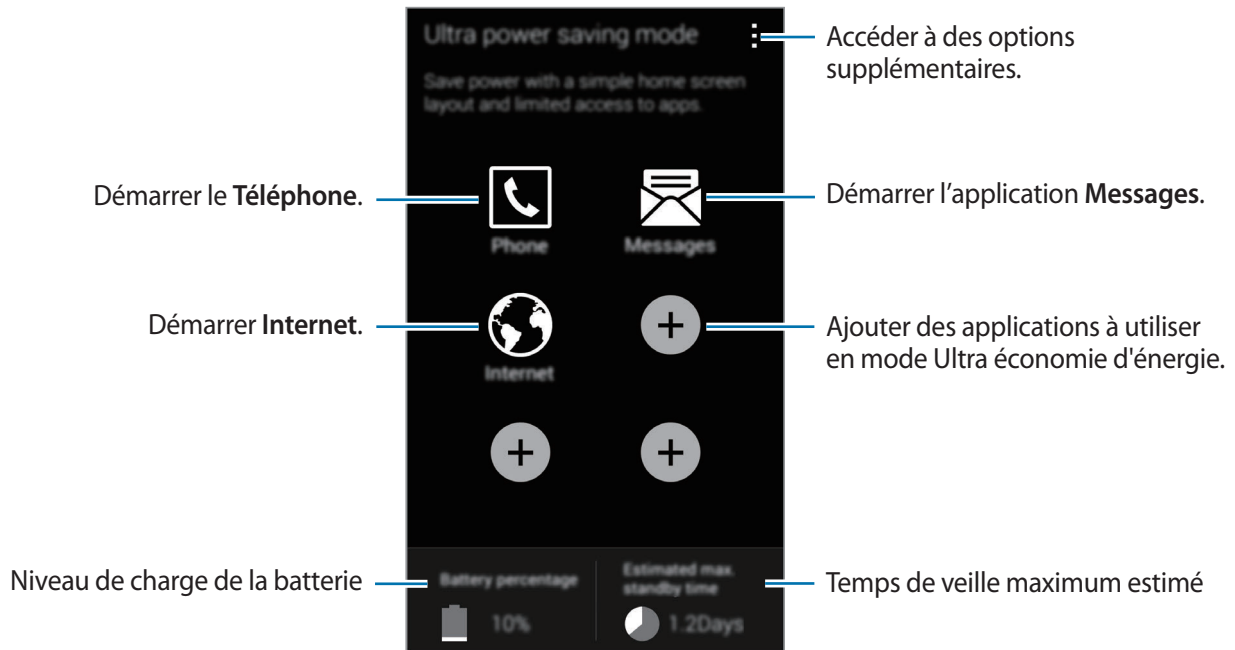 Ultra power saving mode
Accéder à des options
supplémentaires.
Save power with a simple home screen
layout and limited access to apps.
Démarrer le Téléphone.
Démarrer l’application Messages.
Phone
Messages
Démarrer Internet.
Ajouter des applications à utiliser
en mode Ultra économie d'énergie.
Internet
Niveau de charge de la batterie
Battery percentage
10%
Estimated max.
standby time
1.2Days
Temps de veille maximum estimé